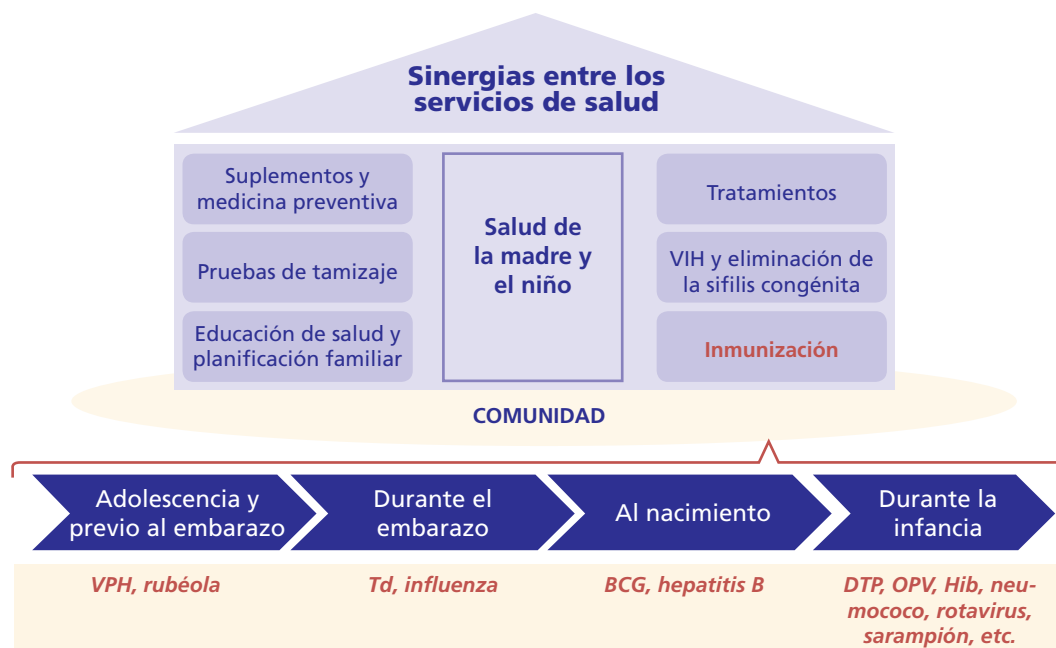 Sinergias entre los
servicios de salud
Suplementos y
medicina preventiva
Pruebas de tamizaje
Educación de salud y
planificación familiar
Salud de
la madre y
el niño
Tratamientos
VIH y eliminación de
la sifilis congénita
Inmunización
COMUNIDAD
Adolescencia y
previo al embarazo
Durante el
embarazo
Al nacimiento
Durante la
infancia
VPH, rubéola
Td, influenza
BCG, hepatitis B
DTP, OPV, Hib, neu-
mococo, rotavirus,
sarampión, etc.